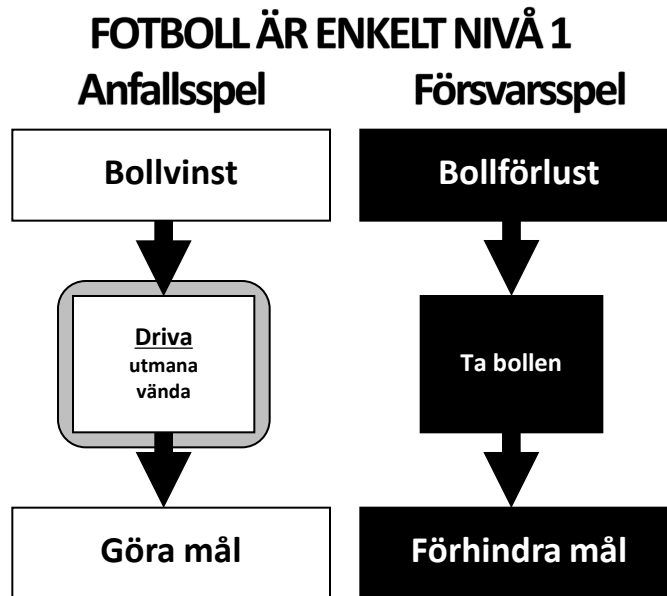 FOTBOLL ÄR ENKELT NIVÅ 1
Anfallsspel
Försvarsspel
Bollvinst
Bollförlust
Driva
utmana
vända
Ta bollen
Göra mål
Förhindra mål